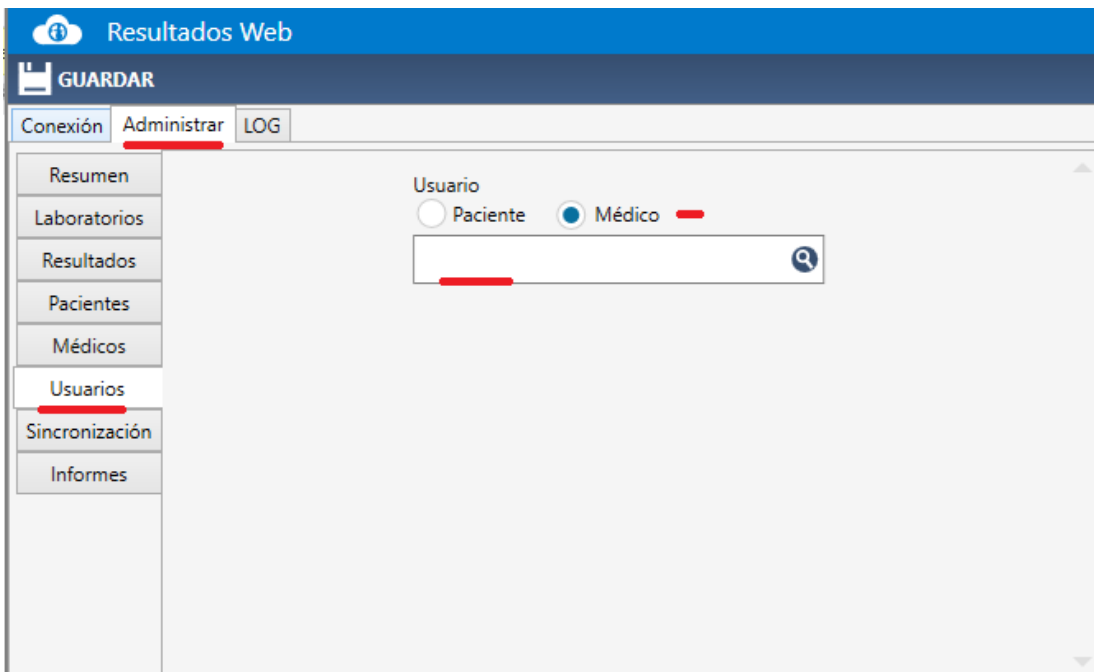 Resultados Web
GUARDAR
Conexión Administrar LOG
Resumen
Laboratorios
Resultados
Pacientes
Médicos
Usuarios
Sincronización
Informes
Usuario
Paciente Médico